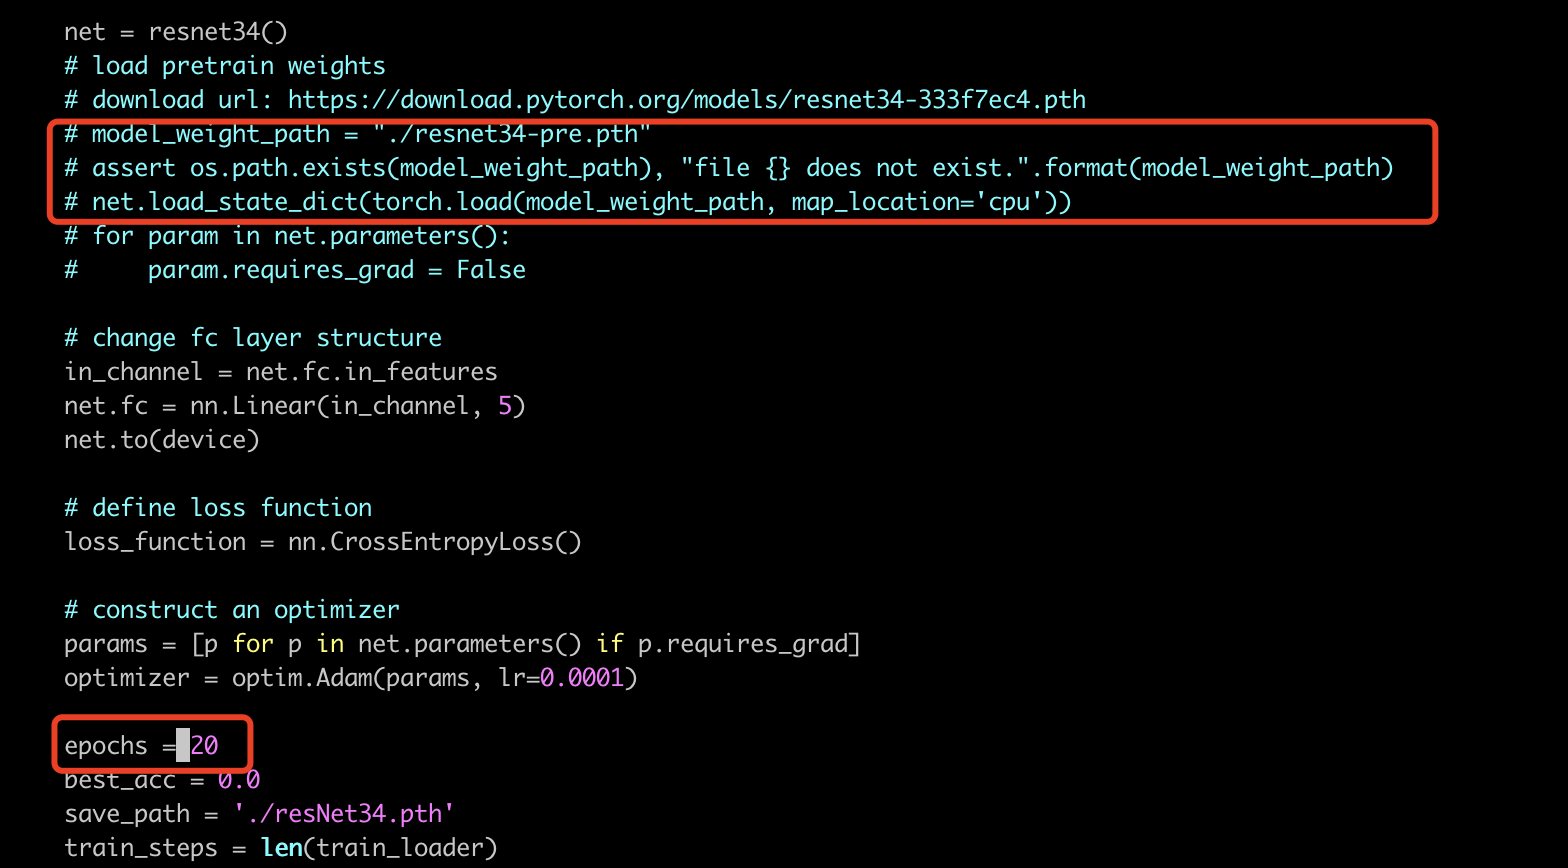 net = resnet34()
# load pretrain weights
# download url: https://download.pytorch.org/models/resnet34-333f7ec4.pth
# model_weight_path = "./resnet34-pre.pth"
# assert os.path.exists(model_weight_path), "file {} does not exist.".format(model_weight_path)
# net.load_state_dict(torch.load(model_weight_path, map_location='cpu'))
# for param in net.parameters():
#     param.requires_grad = False
# change fc layer structure
in_channel = net.fc.in_features
net.fc = nn.Linear(in_channel, 5)
net.to(device)
# define loss function
loss_function = nn.CrossEntropyLoss()
# construct an optimizer
params = [p for p in net.parameters() if p.requires_grad]
optimizer = optim.Adam(params, lr=0.0001)
epochs = 20
best_acc = 0.0
save_path = './resNet34.pth'
train_steps = len(train_loader)